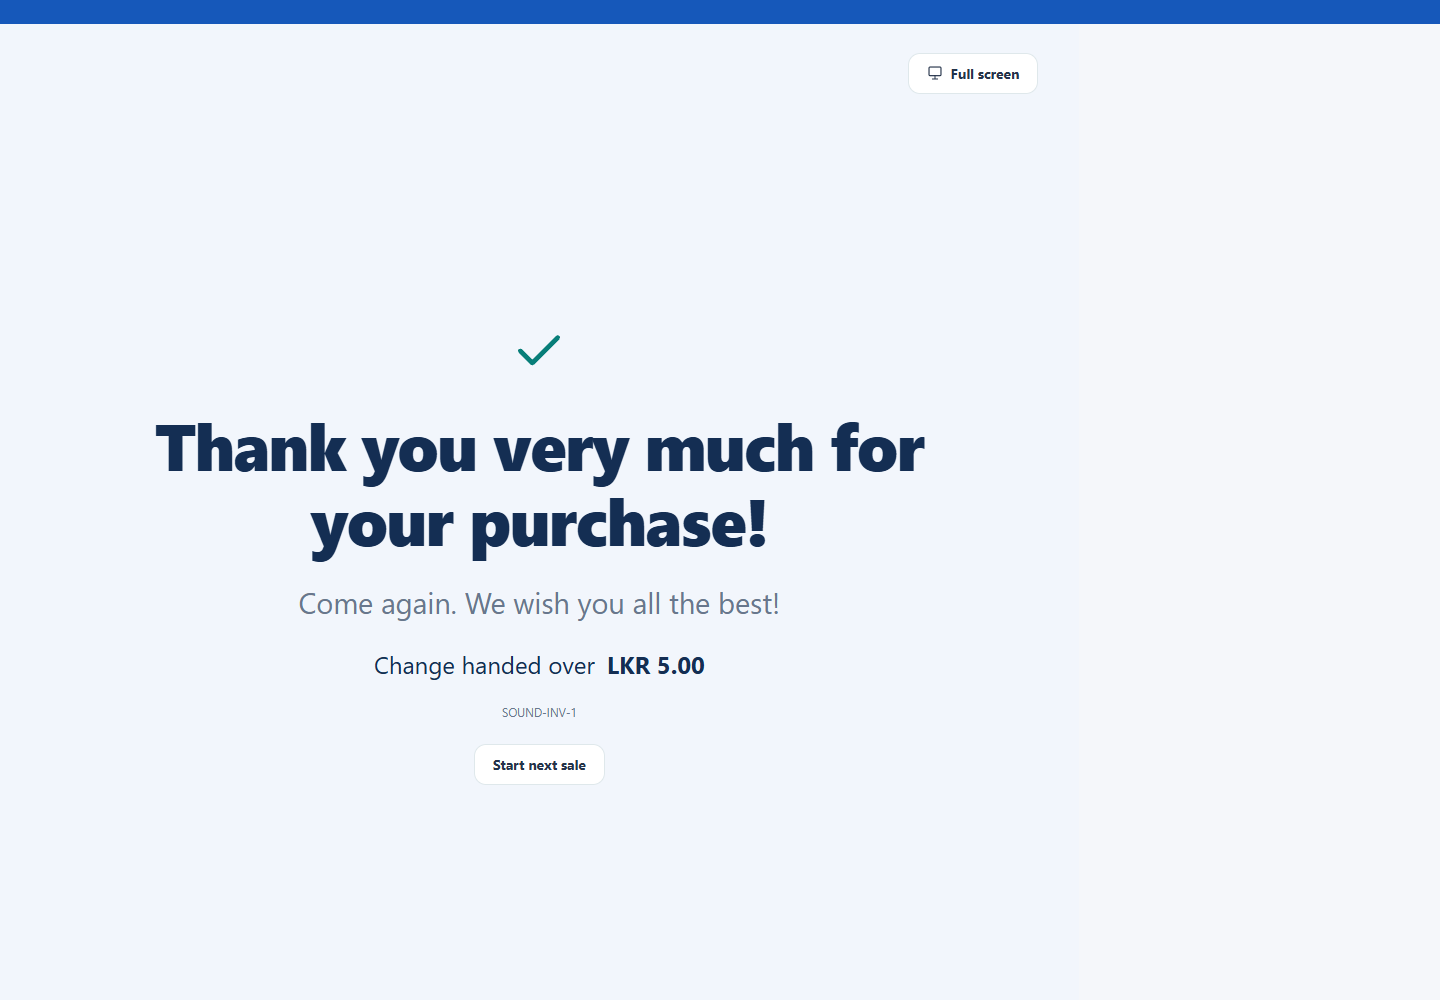 Full screen
Thank you very much for
your purchase!
Come again. We wish you all the best!
Change handed over LKR 5.00
SOUND-INV-1
Start next sale